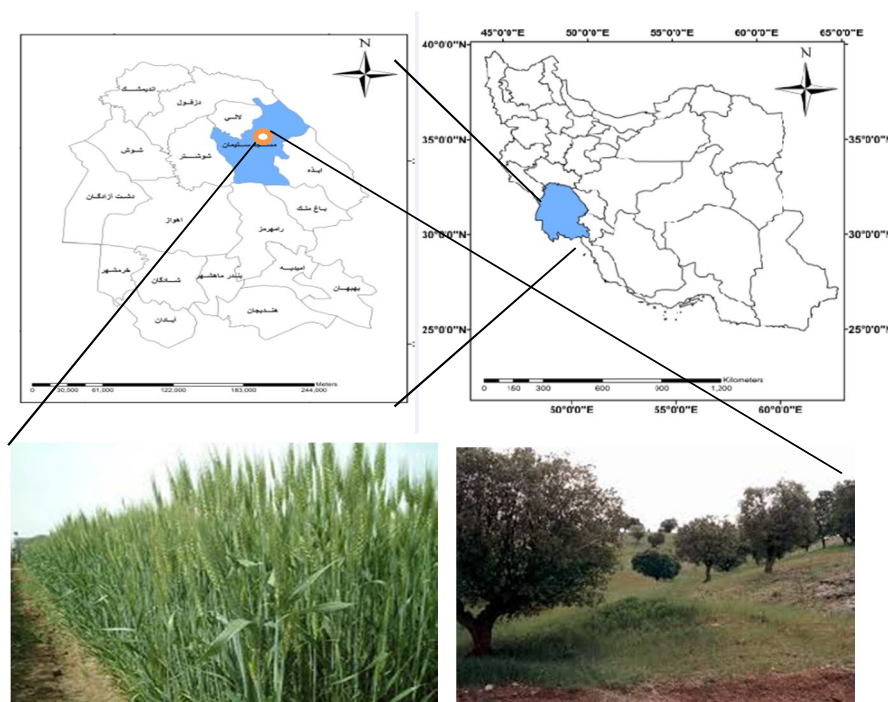 N
اندیمشک
دزفول
لالي
شوش
شوشتر
سلیمان
ایذه
دشت آزادگان
باغ ملک
اهواز
رامهرمز
امیدیه
خرمشهر
شادگان
بندر ماهشهر
بهبهان
هندیجان
آبادان
0 30,500 61,000 122,000 183,000 244,000 Meters
45°0'0"E 50°0'0"E 55°0'0"E 60°0'0"E 65°0'0"E
40°0'0"N
N
35°0'0"N 35°0'0"N
30°0'0"N 30°0'0"N
25°0'0"N 25°0'0"N
0 150 300 600 900 1,200 Kilometers
50°0'0"E 55°0'0"E 60°0'0"E